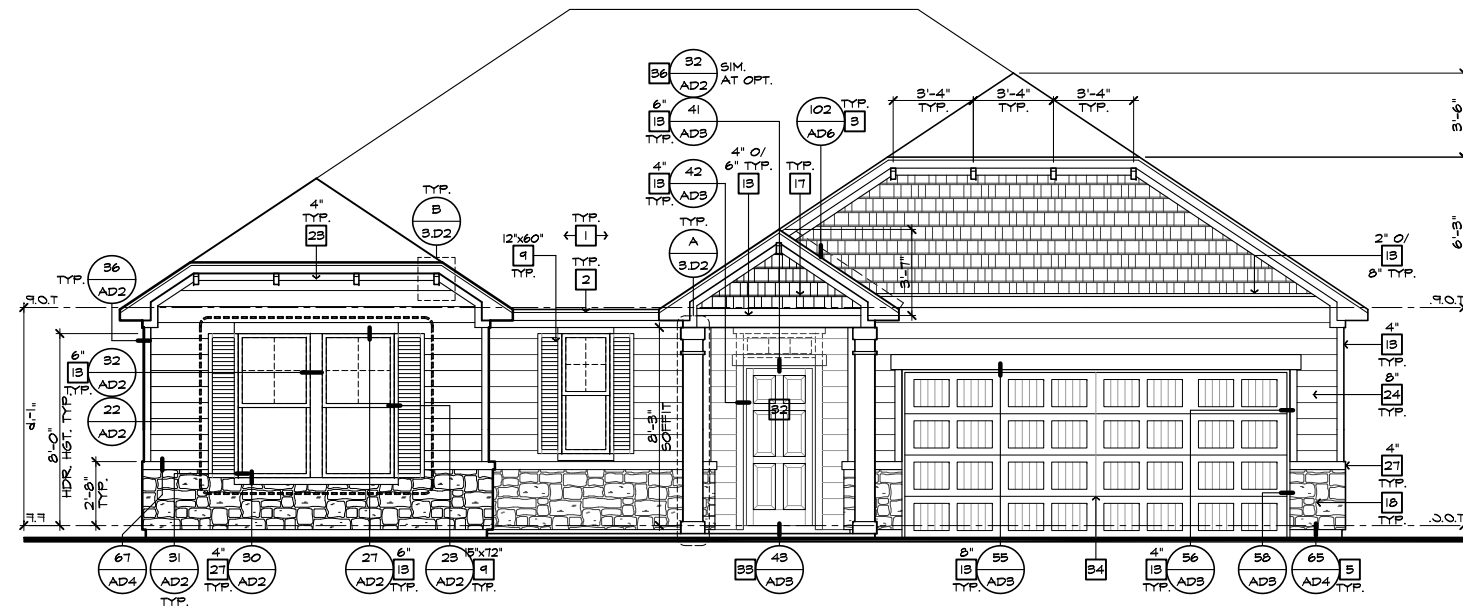 32
AD2
SIM.
AT OPT.
36
6"
13
TYP.
41
AD3
102
AD6
TYP.
3
3'-4"
TYP.
3'-4"
TYP.
3'-4"
TYP.
3'-6"
4"
13
TYP.
42
AD3
4" O/
6" TYP.
13
TYP.
17
TYP.
B
3.D2
4"
TYP.
23
12"x60"
9
TYP.
TYP.
1
TYP.
2
TYP.
A
3.D2
3'-7"
6'-3"
2" O/
13
8" TYP.
TYP.
36
AD2
P.O.T
P.O.T
6"
13
TYP.
32
AD2
22
AD2
8'-0"
HDR. HGT. TYP.
2'-8"
TYP.
8'-3"
SOFFIT
32
4"
13
TYP.
8"
24
TYP.
4"
27
TYP.
18
TYP.
67
AD4
31
AD2
TYP.
4"
27
TYP.
30
AD2
27
AD2
6"
13
TYP.
23
AD2
15"x72"
9
TYP.
33
43
AD3
8"
13
TYP.
55
AD3
34
4"
13
TYP.
56
AD3
58
AD3
65
AD4
5
TYP.